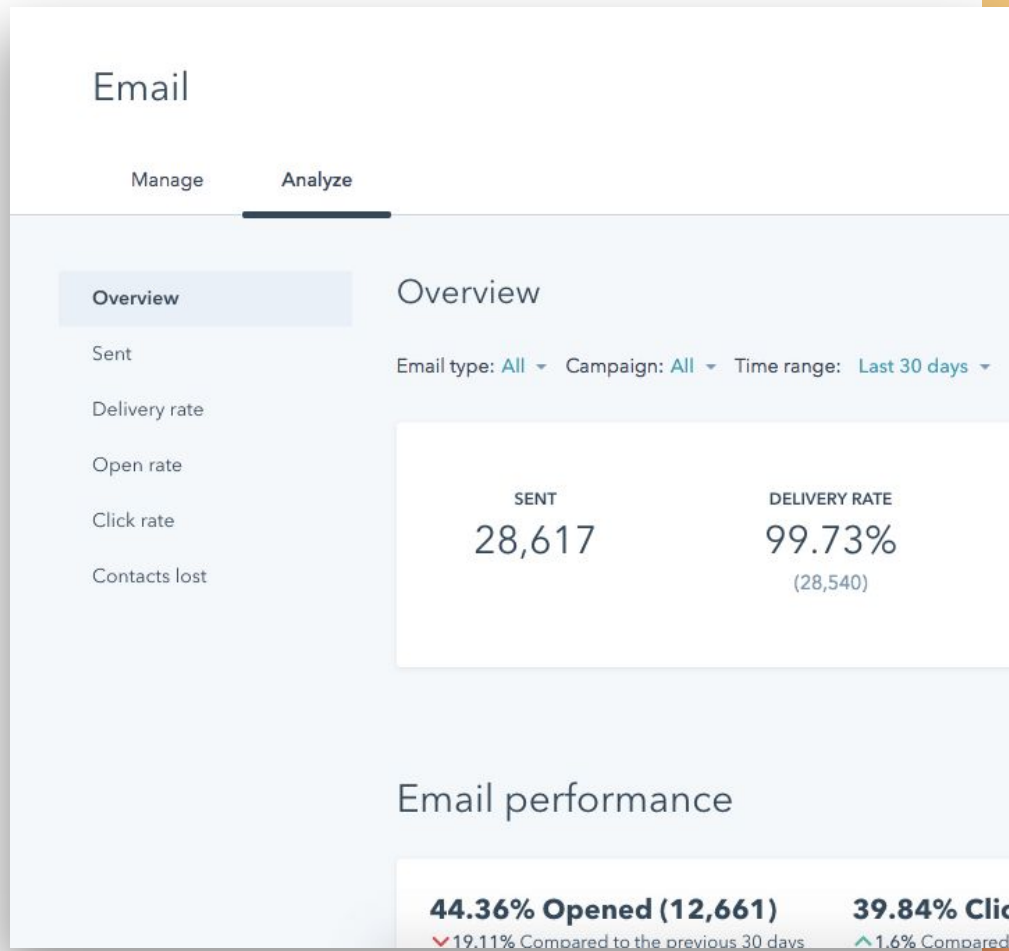 Email
Manage Analyze
Overview
Sent
Delivery rate
Open rate
Click rate
Contacts lost
Overview
Email type: All Campaign: All Time range: Last 30 days
SENT DELIVERY RATE
28,617 99.73%
(28,540)
Email performance
44.36% Opened (12,661) 39.84%
19.11% Compared to the previous 30 days 1.6% Compared